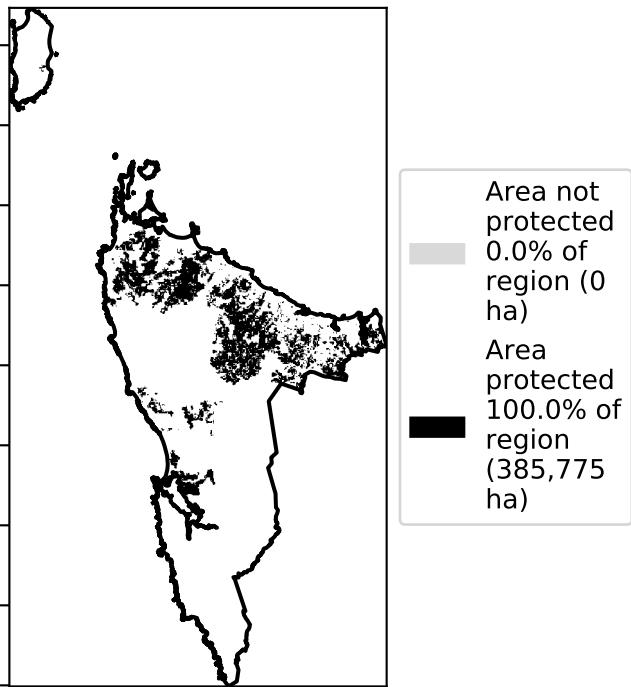 Area not
protected
0.0% of
region (0
ha)
Area
protected
100.0% of
region
(385,775
ha)